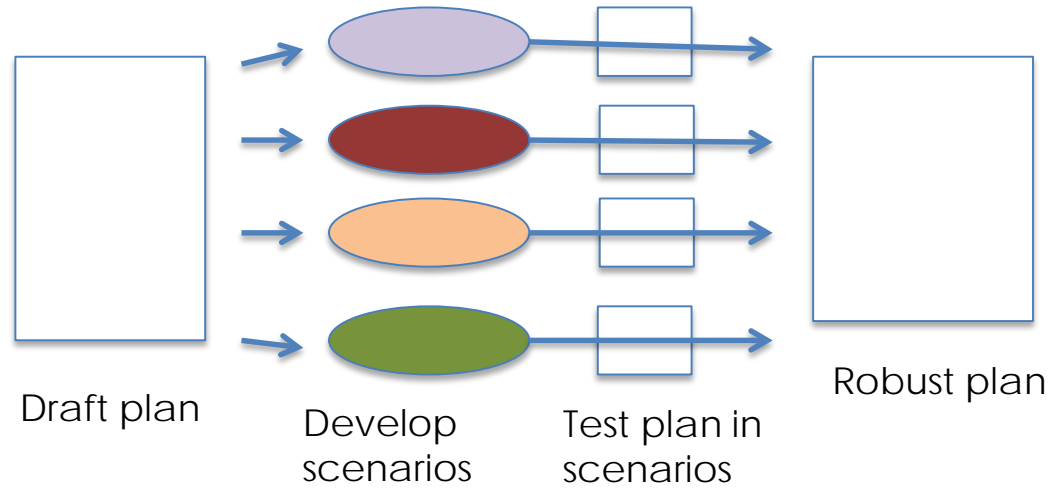 Draft plan
Develop
scenarios
Test plan in
scenarios
Robust plan